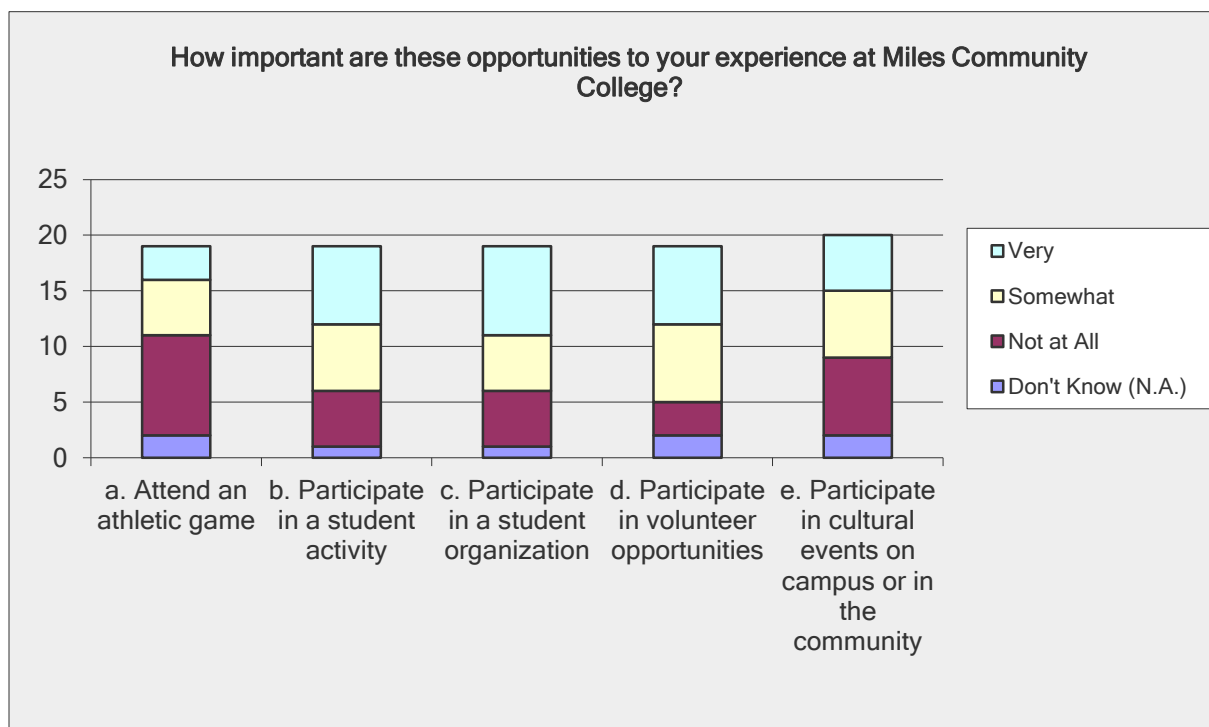 How important are these opportunities to your experience at Miles Community
College?
25
20
15
10
5
0
a. Attend an
athletic game
b. Participate
in a student
activity
c. Participate
in a student
organization
d. Participate
in volunteer
opportunities
e. Participate
in cultural
events on
campus or in
the
community
Very
Somewhat
Not at All
Don't Know (N.A.)